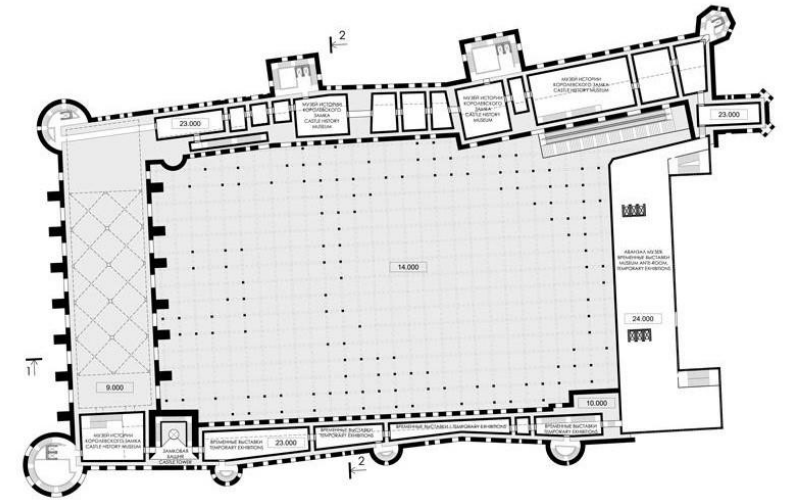 2
23.000
МУЗЕЙ ИСТОРИИ
КОРОЛЕВСКОГО
ЗАМКА
CASTLE HISTORY
MUSEUM
МУЗЕЙ ИСТОРИИ
КОРОЛЕВСКОГО
ЗАМКА
CASTLE HISTORY
MUSEUM
МУЗЕЙ ИСТОРИИ
КОРОЛЕВСКОГО ЗАМКА
CASTLE HISTORY MUSEUM
23.000
14.000
АВАНЗАЛ МУЗЕЯ
ВРЕМЕННЫЕ ВЫСТАВКИ
MUSEUM ANTE-ROOM,
TEMPORARY EXHIBITIONS
24.000
1
9.000
10.000
МУЗЕЙ ИСТОРИИ
КОРОЛЕВСКОГО ЗАМКА
CASTLE HISTORY MUSEUM
ЗАМКОВАЯ
БАШНЯ
CASTLE TOWER
ВРЕМЕННЫЕ ВЫСТАВКИ
TEMPORARY EXHIBITIONS
23.000
ВРЕМЕННЫЕ ВЫСТАВКИ
TEMPORARY EXHIBITIONS
ВРЕМЕННЫЕ ВЫСТАВКИ / TEMPORARY EXHIBITIONS
ВРЕМЕННЫЕ ВЫСТАВКИ
TEMPORARY EXHIBITIONS
2